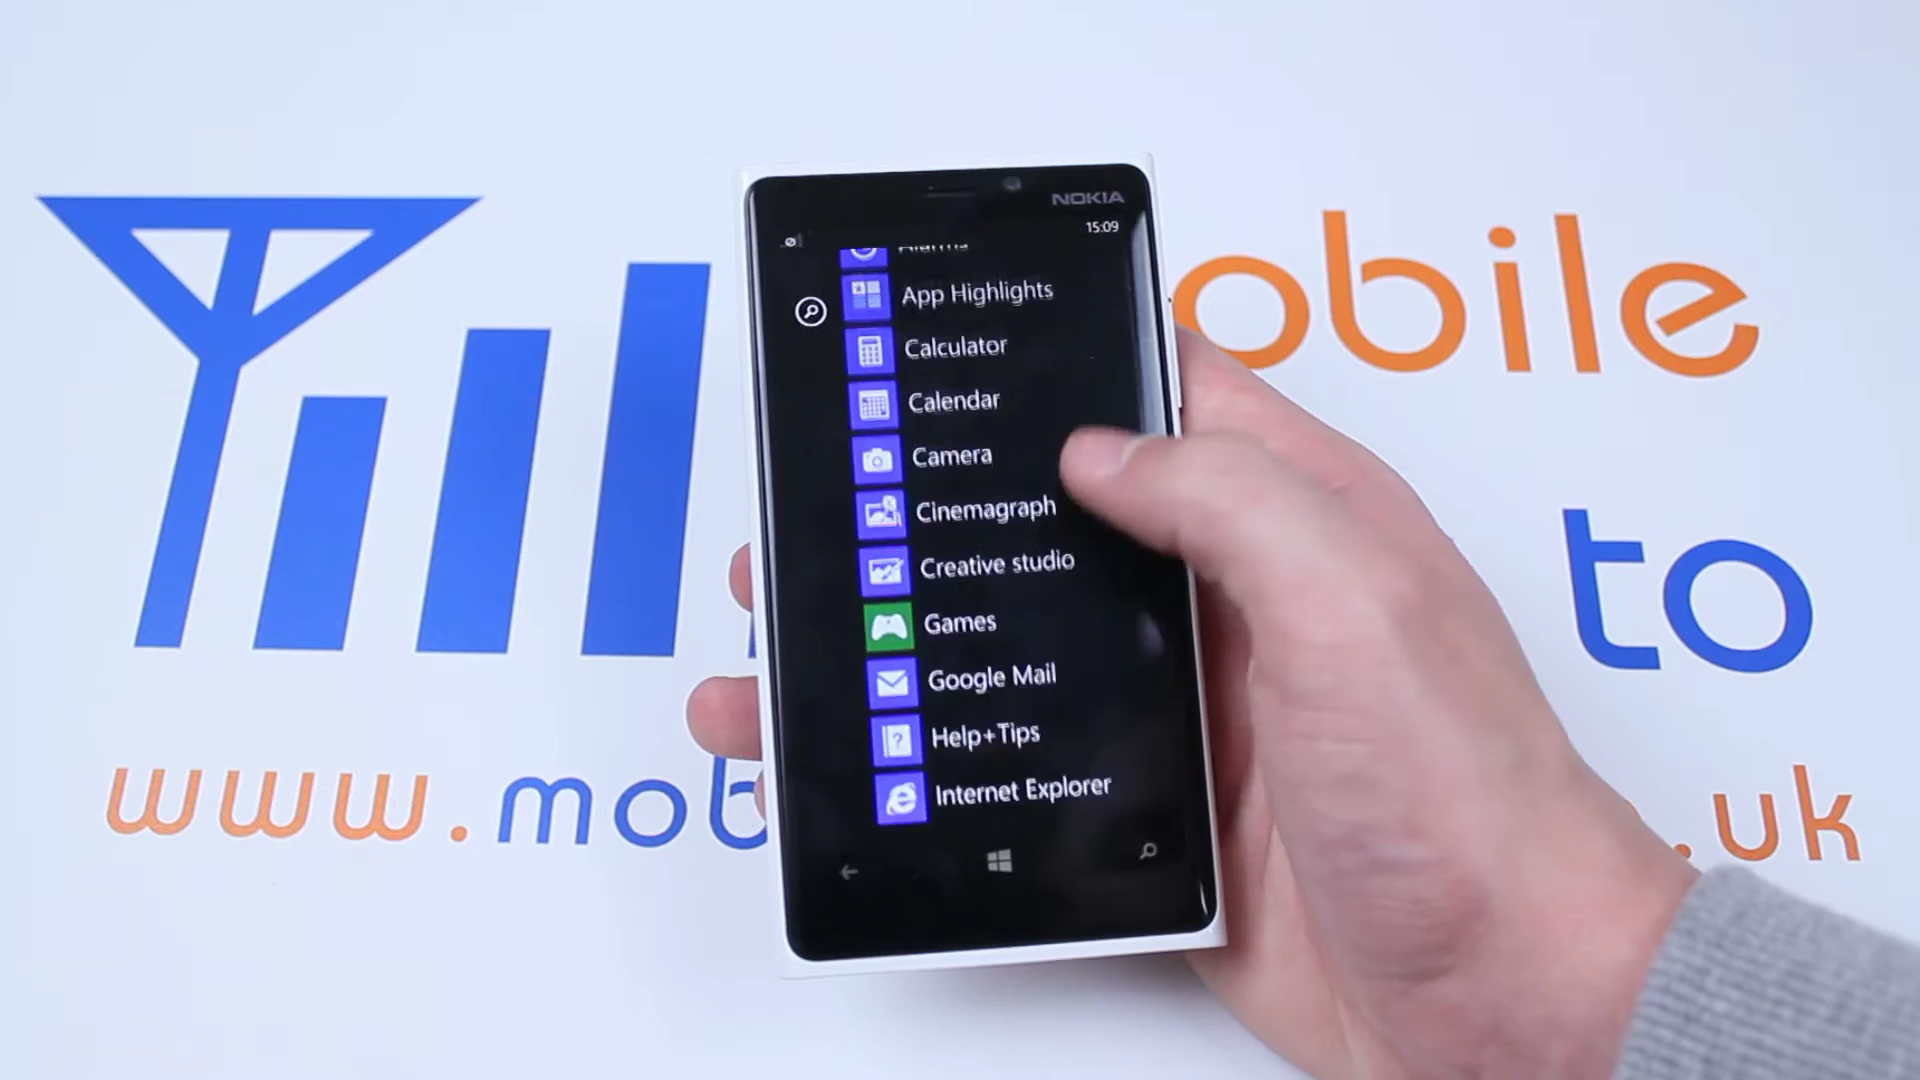 NOKIA
15:09
Alarms
App Highlights
Calculator
Calendar
Camera
Cinemagraph
Creative studio
Games
Google Mail
Help+Tips
Internet Explorer
obile
to
www.mob
.uk